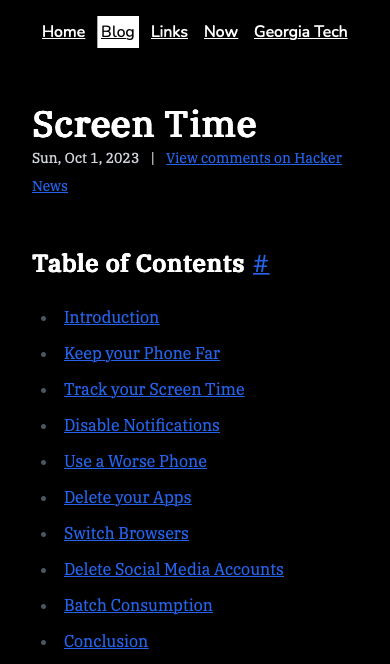 Home Blog Links Now Georgia Tech
Screen Time
Sun, Oct 1, 2023 | View comments on Hacker
News
Table of Contents #
Introduction
Keep your Phone Far
Track your Screen Time
Disable Notifications
Use a Worse Phone
Delete your Apps
Switch Browsers
Delete Social Media Accounts
Batch Consumption
Conclusion